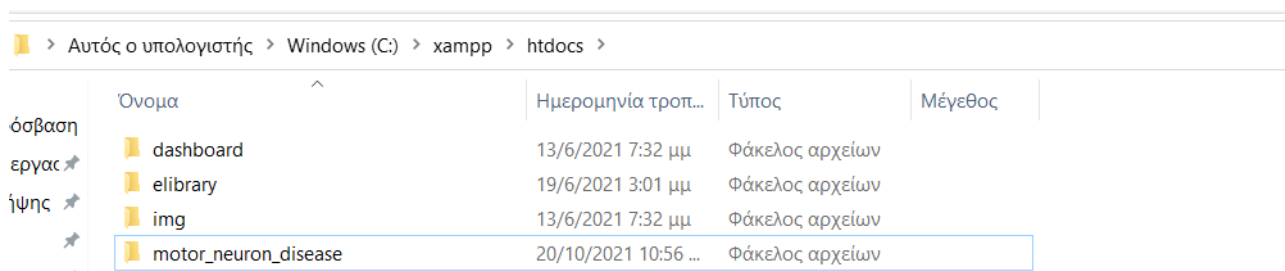 > Αυτός ο υπολογιστής > Windows (C:) > xampp > htdocs >
Όνομα Ημερομηνία τροπ... Τύπος Μέγεθος
όσβαση
dashboard 13/6/2021 7:32 μμ Φάκελος αρχείων
εργας
elibrary 19/6/2021 3:01 μμ Φάκελος αρχείων
ήψης
img 13/6/2021 7:32 μμ Φάκελος αρχείων
motor_neuron_disease 20/10/2021 10:56 ... Φάκελος αρχείων